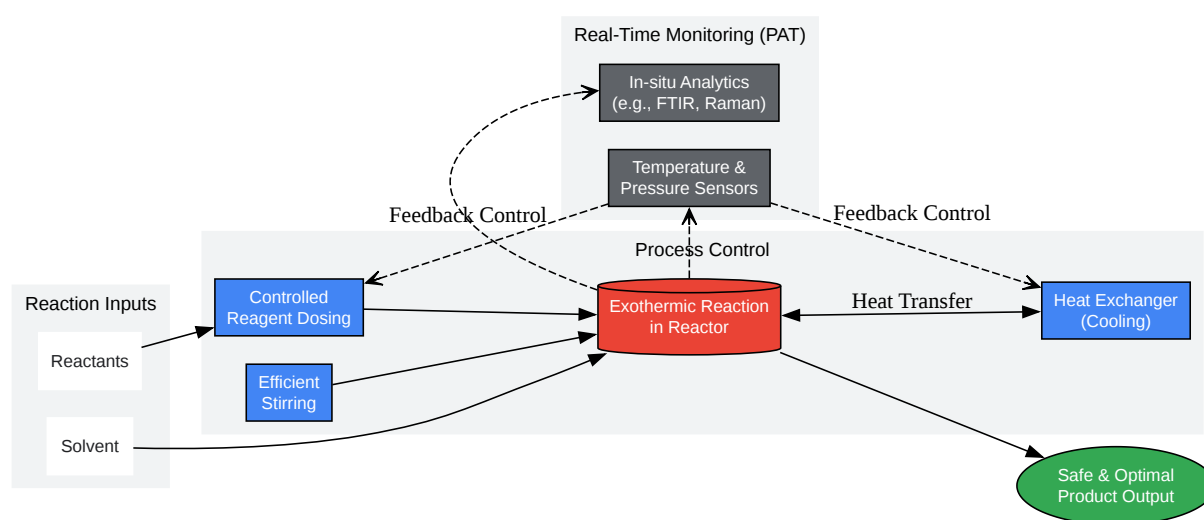 Real-Time Monitoring (PAT)
In-situ Analytics
(e.g., FTIR, Raman)
Temperature &
Pressure Sensors
Feedback Control
Feedback Control
Process Control
Reaction Inputs
Controlled
Reagent Dosing
Exothermic Reaction
in Reactor
Heat Transfer
Heat Exchanger
(Cooling)
Reactants
Efficient
Stirring
Solvent
Safe & Optimal
Product Output